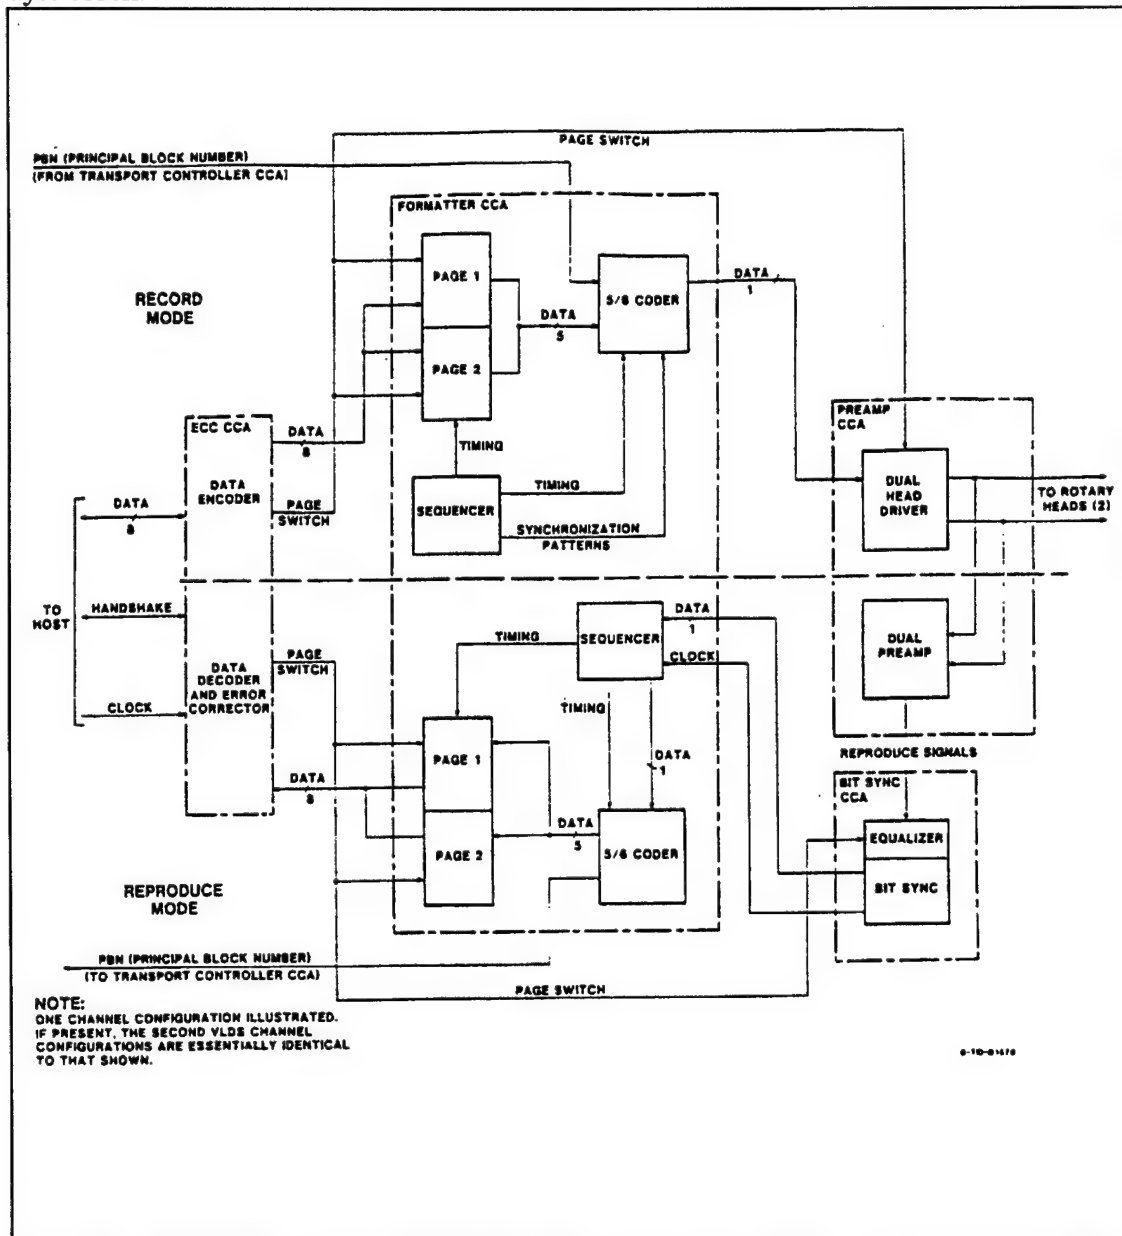 PAGE SWITCH
PBN (PRINCIPAL BLOCK NUMBER)
(FROM TRANSPORT CONTROLLER CCA)
FORMATTER CCA
RECORD
MODE
PAGE 1
PAGE 2
DATA
5
5/6 CODER
DATA
1
ECC CCA
DATA
8
DATA
ENCODER
PAGE
SWITCH
TIMING
SEQUENCER
TIMING
SYNCHRONIZATION
PATTERNS
PREAMP
CCA
DUAL
HEAD
DRIVER
TO ROTARY
HEADS (2)
DATA
8
TO
HOST
HANDSHAKE
CLOCK
DATA
DECODER
AND ERROR
CORRECTOR
PAGE
SWITCH
DATA
8
TIMING
SEQUENCER
DATA
1
CLOCK
TIMING
DATA
1
PAGE 1
PAGE 2
DATA
5
5/6 CODER
DUAL
PREAMP
REPRODUCE SIGNALS
BIT SYNC
CCA
EQUALIZER
BIT SYNC
REPRODUCE
MODE
PBN (PRINCIPAL BLOCK NUMBER)
(TO TRANSPORT CONTROLLER CCA)
PAGE SWITCH
NOTE:
ONE CHANNEL CONFIGURATION ILLUSTRATED.
IF PRESENT, THE SECOND VLDS CHANNEL
CONFIGURATIONS ARE ESSENTIALLY IDENTICAL
TO THAT SHOWN.